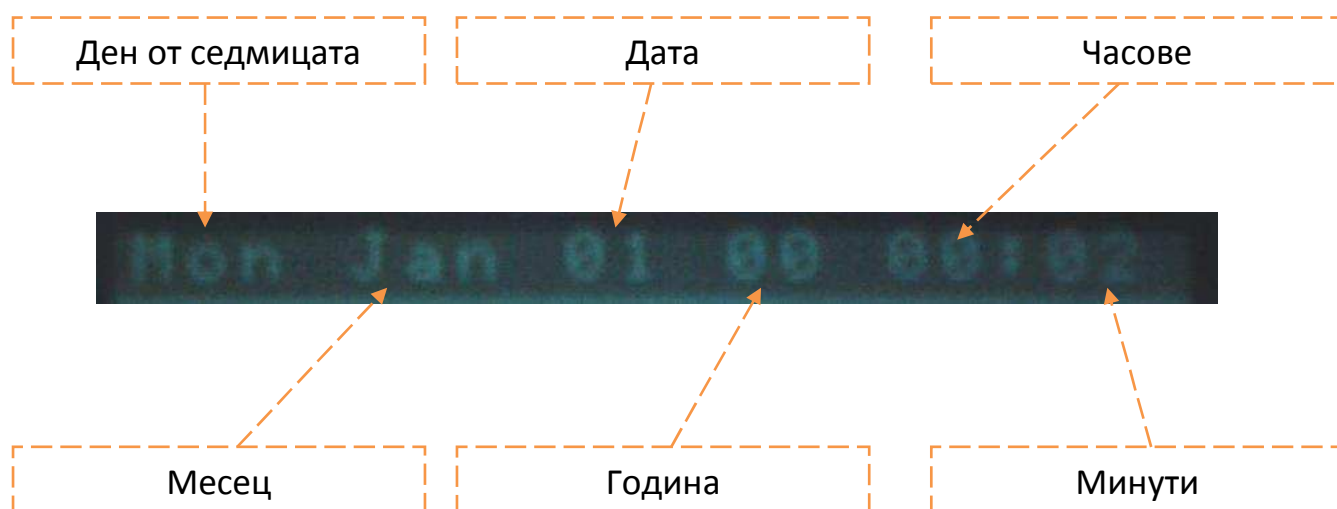 Ден от седмицата
Дата
Часове
Mon Jan 01 00 00:02
Месец
Година
Минути